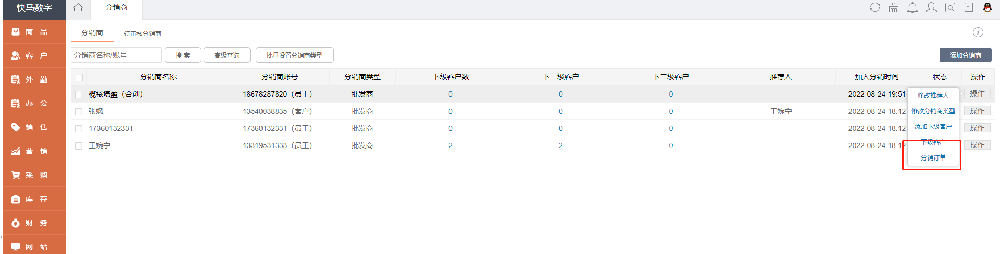 快马数字
分销商
商 品
客 户
外 勤
办 公
销 售
营 销
采 购
库 存
财 务
网 站
分销商 待审核分销商
分销商名称/账号 搜 索 高级查询 批量设置分销商类型 添加分销商
分销商名称 分销商账号 分销商类型 下级客户数 下一级客户 下二级客户 推荐人 加入分销时间 状态 操作
榄核壕盈（合创） 18678287820（员工） 批发商 0 0 0 -- 2022-08-24 19:51 操作
张飒 13540038835（客户） 批发商 0 0 0 王婉宁 2022-08-24 18:12 操作
17360132331 17360132331（员工） 批发商 0 0 0 -- 2022-08-24 18:12 操作
王婉宁 13319531333（员工） 批发商 2 2 0 -- 2022-08-24 18:12 操作
修改推荐人
修改分销商类型
添加下级客户
下级客户
分销订单